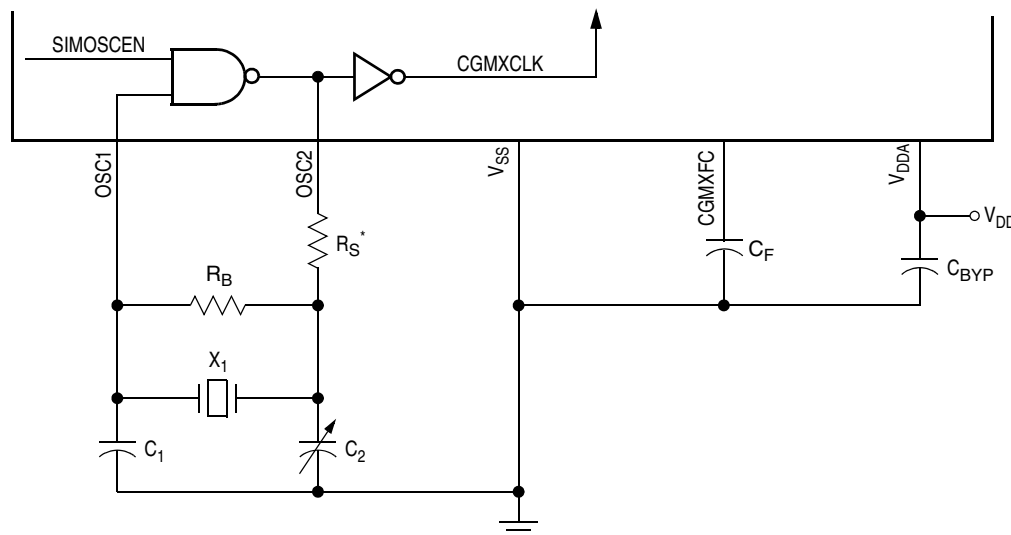 SIMOSCEN
CGMXCLK
OSC1
OSC2
VSS
CGMXFC
VDDA
RS*
CF
VDD
CBYP
RB
X1
C1
C2